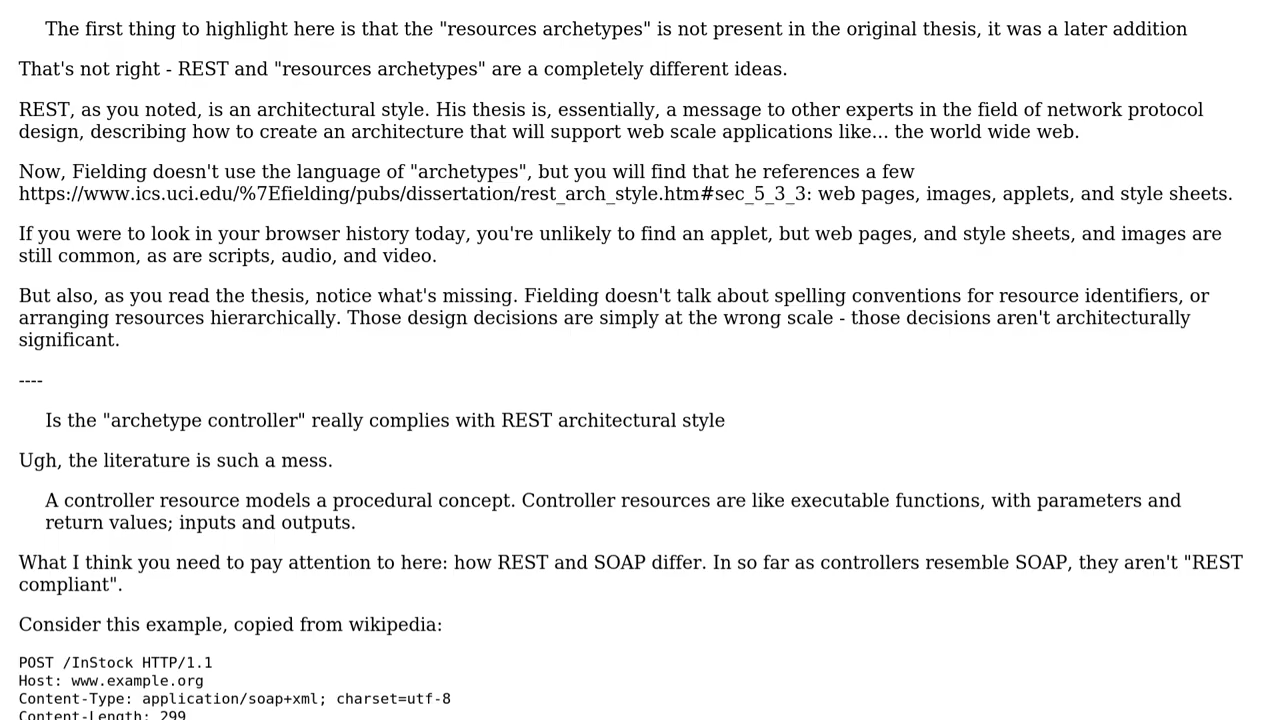 The first thing to highlight here is that the "resources archetypes" is not present in the original thesis, it was a later addition
That's not right - REST and "resources archetypes" are a completely different ideas.
REST, as you noted, is an architectural style. His thesis is, essentially, a message to other experts in the field of network protocol
design, describing how to create an architecture that will support web scale applications like... the world wide web.
Now, Fielding doesn't use the language of "archetypes", but you will find that he references a few
https://www.ics.uci.edu/%7Efielding/pubs/dissertation/rest_arch_style.htm#sec_5_3_3: web pages, images, applets, and style sheets.
If you were to look in your browser history today, you're unlikely to find an applet, but web pages, and style sheets, and images are
still common, as are scripts, audio, and video.
But also, as you read the thesis, notice what's missing. Fielding doesn't talk about spelling conventions for resource identifiers, or
arranging resources hierarchically. Those design decisions are simply at the wrong scale - those decisions aren't architecturally
significant.
----
Is the "archetype controller" really complies with REST architectural style
Ugh, the literature is such a mess.
A controller resource models a procedural concept. Controller resources are like executable functions, with parameters and
return values; inputs and outputs.
What I think you need to pay attention to here: how REST and SOAP differ. In so far as controllers resemble SOAP, they aren't "REST
compliant".
Consider this example, copied from wikipedia:
POST /InStock HTTP/1.1
Host: www.example.org
Content-Type: application/soap+xml; charset=utf-8
Content-Length: 299